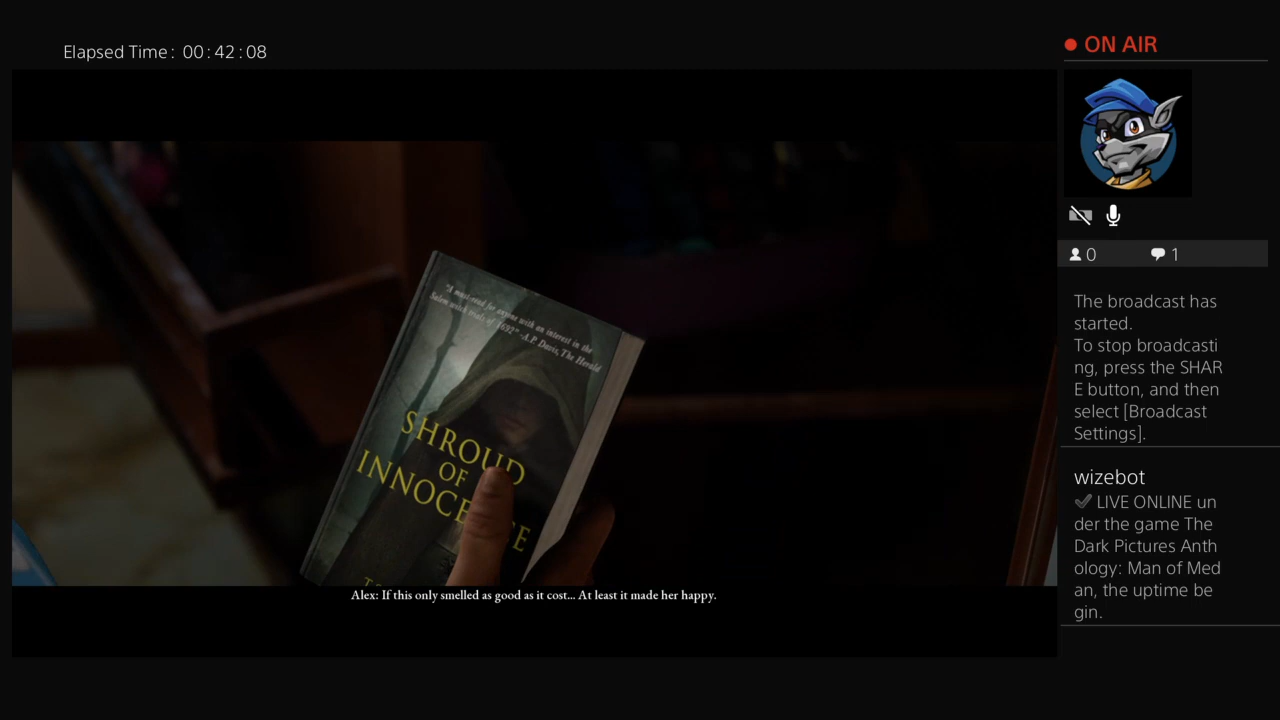 Elapsed Time: 00:42:08
ON AIR
0 1
The broadcast has
started.
To stop broadcasti
ng, press the SHAR
E button, and then
select [Broadcast
Settings].
wizebot
✔ LIVE ONLINE un
der the game The
Dark Pictures Anth
ology: Man of Med
an, the uptime be
gin.
"A must-read for anyone with an interest in the
Salem witch trials of 1692" -A.P. Davis, The Herald
SHROUD
OF
Alex: If this only smelled as good as it cost... At least it made her happy.